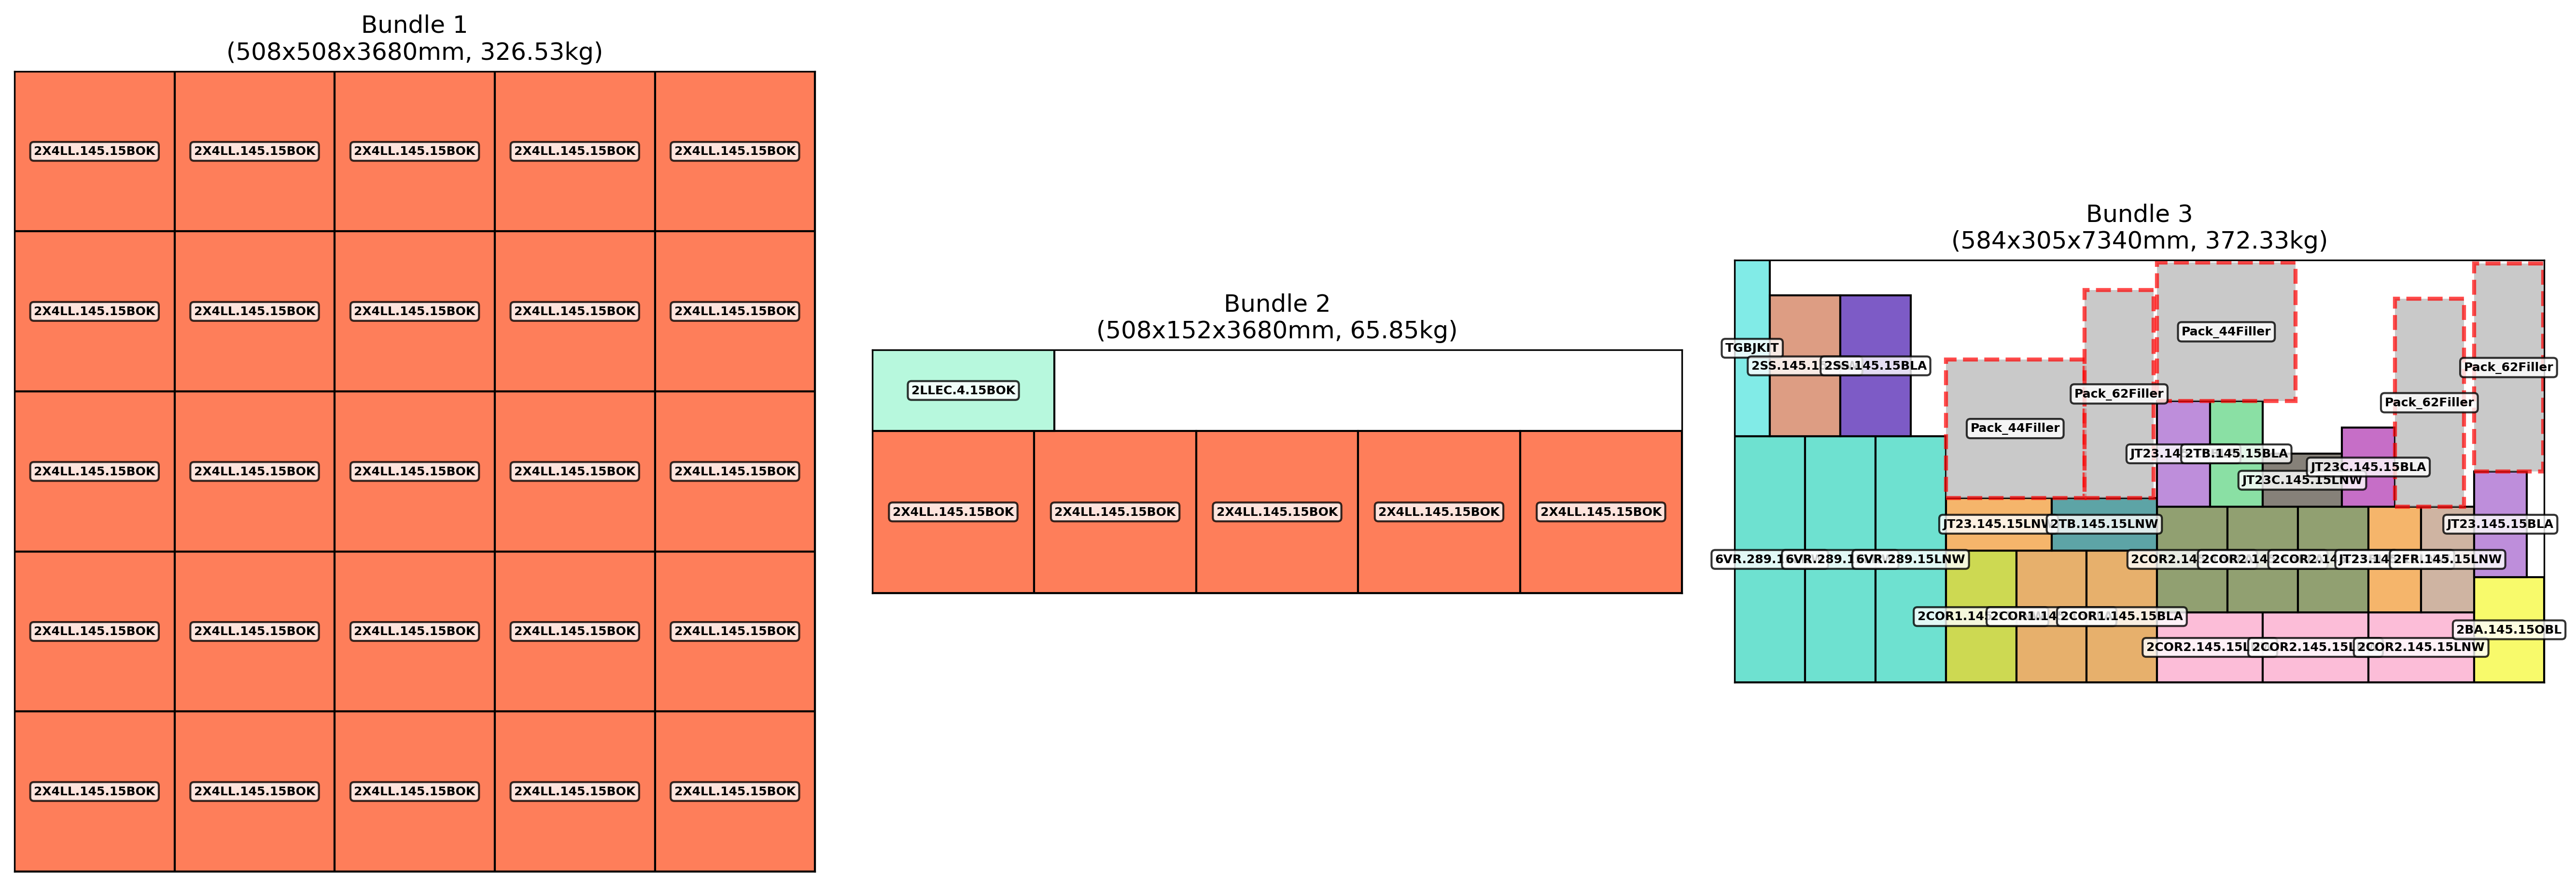 Bundle 1
(508x508x3680mm, 326.53kg)
2X4LL.145.15BOK 2X4LL.145.15BOK 2X4LL.145.15BOK 2X4LL.145.15BOK 2X4LL.145.15BOK
2X4LL.145.15BOK 2X4LL.145.15BOK 2X4LL.145.15BOK 2X4LL.145.15BOK 2X4LL.145.15BOK
2X4LL.145.15BOK 2X4LL.145.15BOK 2X4LL.145.15BOK 2X4LL.145.15BOK 2X4LL.145.15BOK
2X4LL.145.15BOK 2X4LL.145.15BOK 2X4LL.145.15BOK 2X4LL.145.15BOK 2X4LL.145.15BOK
2X4LL.145.15BOK 2X4LL.145.15BOK 2X4LL.145.15BOK 2X4LL.145.15BOK 2X4LL.145.15BOK
Bundle 2
(508x152x3680mm, 65.85kg)
2LLEC.4.15BOK
2X4LL.145.15BOK 2X4LL.145.15BOK 2X4LL.145.15BOK 2X4LL.145.15BOK 2X4LL.145.15BOK
Bundle 3
(584x305x7340mm, 372.33kg)
Pack_44Filler
TGBJKIT
2SS.145.1 2SS.145.15BLA Pack_62Filler
Pack_62Filler Pack_62Filler
Pack_44Filler
JT23.14 2TB.145.15BLA
JT23C.145.15BLA
JT23C.145.15LNW
JT23.145.15LNW 2TB.145.15LNW JT23.145.15BLA
6VR.289.1 6VR.289.1 6VR.289.15LNW 2COR2.14 2COR2.14 2COR2.14 JT23.14 2FR.145.15LNW
2COR1.14 2COR1.14 2COR1.145.15BLA
2BA.145.15OBL
2COR2.145.15L 2COR2.145.15L 2COR2.145.15LNW